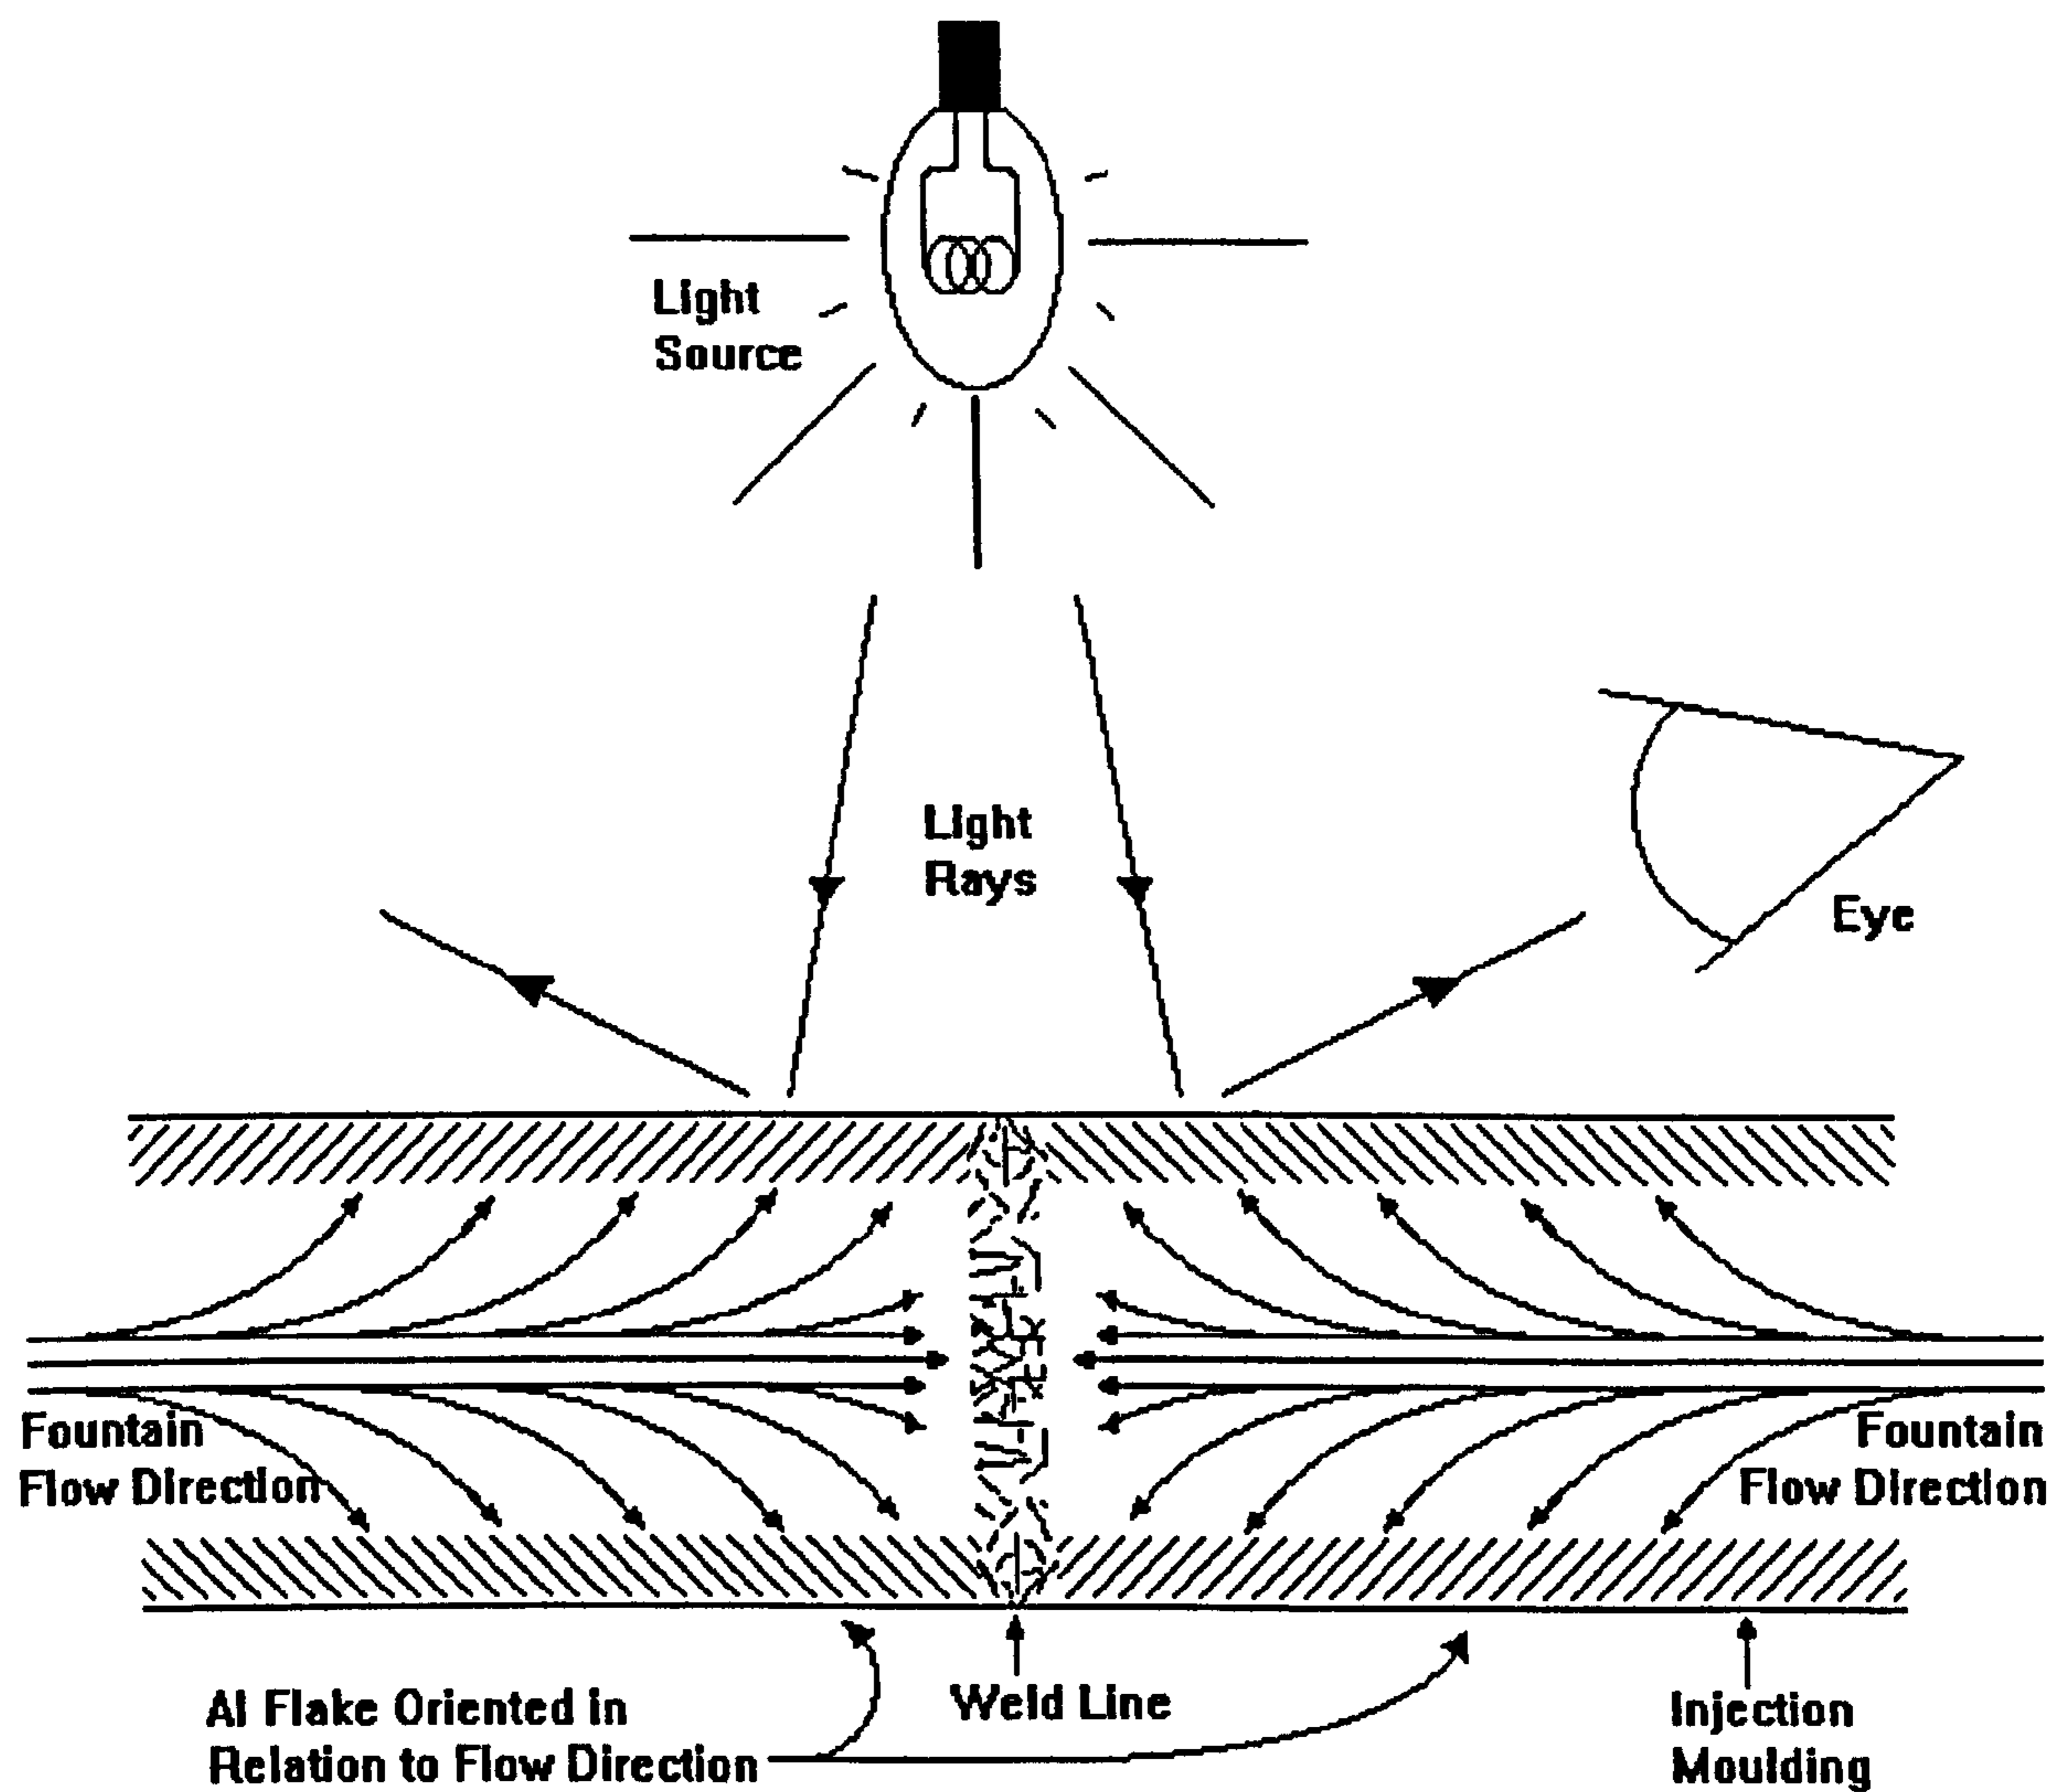 Light
Source
Light
Rays
Eye
Fountain
Flow Direction
Fountain
Flow Direction
Al Flake Oriented in
Relation to Flow Direction
Weld Line
Injection
Moulding